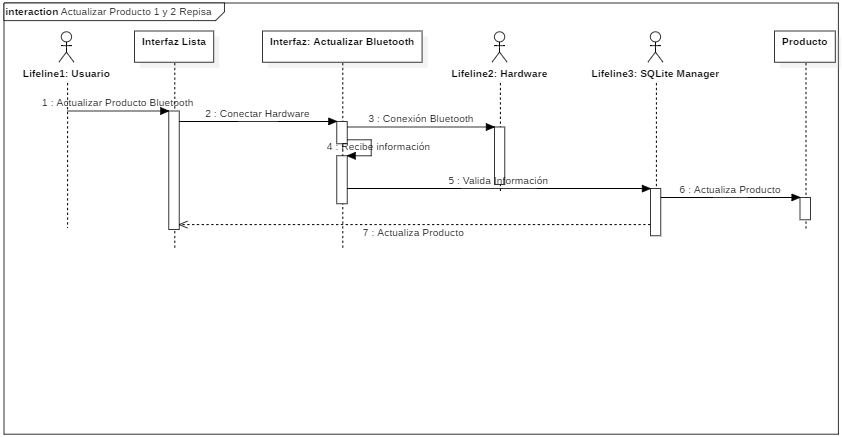 interaction Actualizar Producto 1 y 2 Repisa
Interfaz Lista
Interfaz: Actualizar Bluetooth
Producto
Lifeline1: Usuario
Lifeline2: Hardware
Lifeline3: SQLite Manager
1 : Actualizar Producto Bluetooth
2 : Conectar Hardware
3 : Conexión Bluetooth
4 : Recibe información
5 : Valida Información
6 : Actualiza Producto
7 : Actualiza Producto